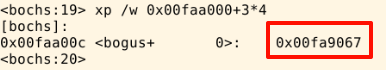 <bochs:19> xp /w 0x00faa000+3*4
[bochs]:
0x00faa00c <bogus+       0>:    0x00fa9067
<bochs:20>